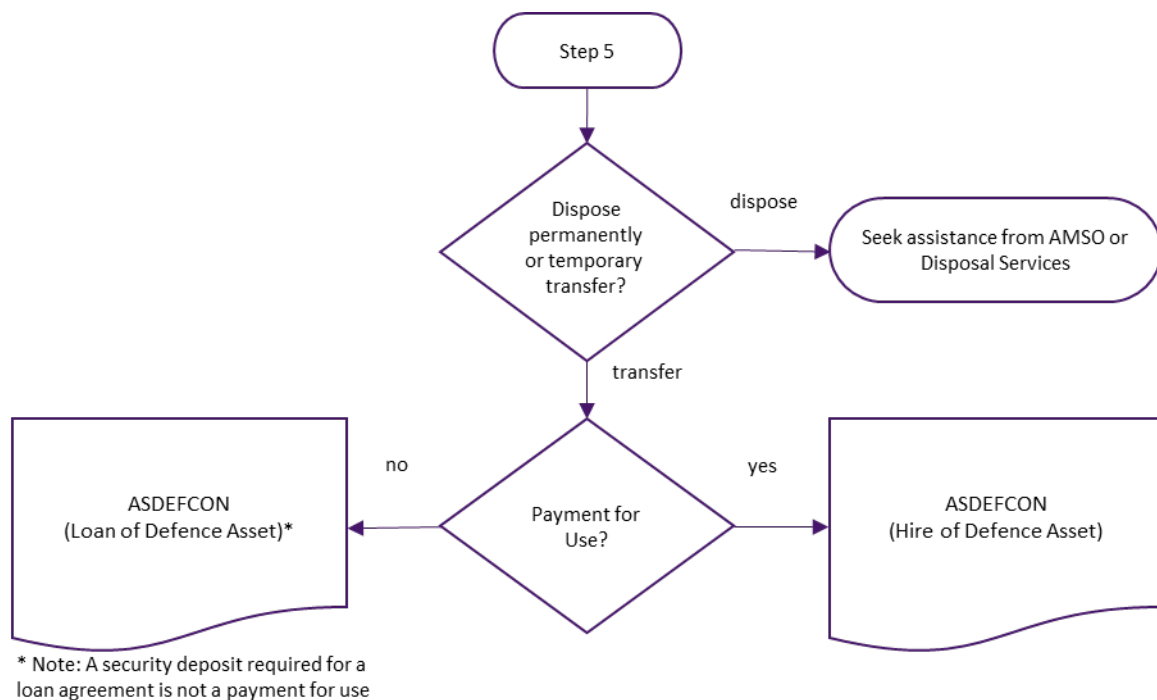 Step 5
Dispose
permanently
or temporary
transfer?
dispose
Seek assistance from AMSO or
Disposal Services
transfer
no
yes
ASDEFCON
(Loan of Defence Asset)*
Payment for
Use?
ASDEFCON
(Hire of Defence Asset)
* Note: A security deposit required for a
loan agreement is not a payment for use